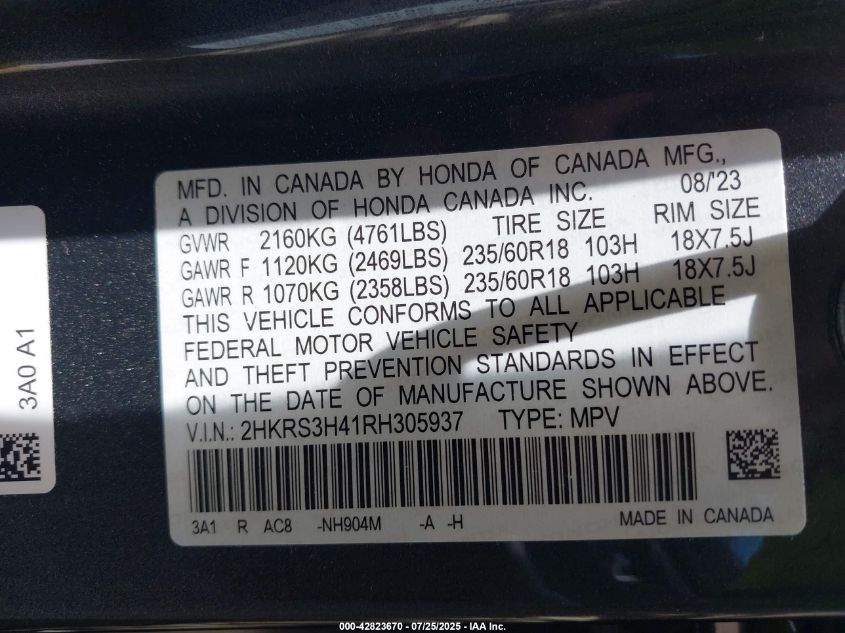 MFD. IN CANADA BY HONDA OF CANADA MFG.,
A DIVISION OF HONDA CANADA INC. 08/'23
GVWR 2160KG (4761LBS) TIRE SIZE RIM SIZE
GAWR F 1120KG (2469LBS) 235/60R18 103H 18X7.5J
GAWR R 1070KG (2358LBS) 235/60R18 103H 18X7.5J
THIS VEHICLE CONFORMS TO ALL APPLICABLE
FEDERAL MOTOR VEHICLE SAFETY
AND THEFT PREVENTION STANDARDS IN EFFECT
ON THE DATE OF MANUFACTURE SHOWN ABOVE.
V.I.N.: 2HKRS3H41RH305937 TYPE: MPV
3A1 R AC8 -NH904M -A -H MADE IN CANADA
3A0 A1
000-42823670 - 07/25/2025 - IAA Inc.